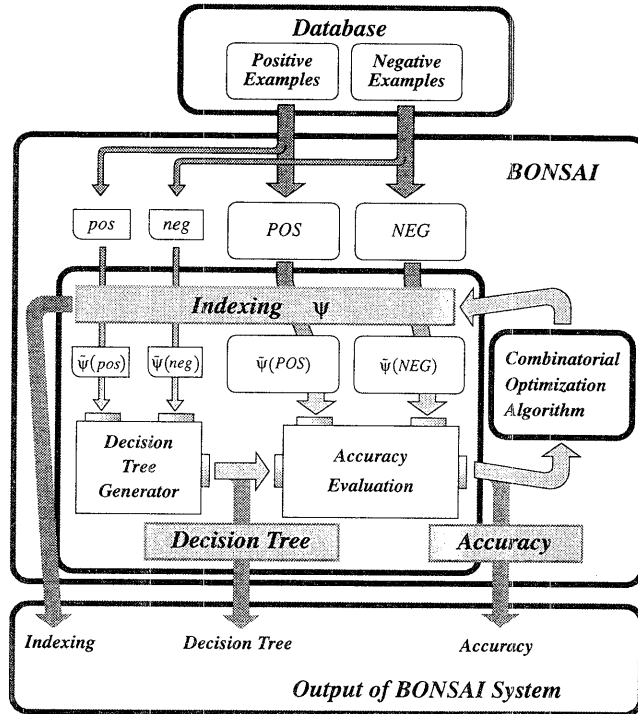 Database
Positive Examples
Negative Examples
BONSAI
pos
neg
POS
NEG
Indexing ψ
ψ̃(pos)
ψ̃(neg)
ψ̃(POS)
ψ̃(NEG)
Combinatorial
Optimization
Algorithm
Decision
Tree
Generator
Accuracy
Evaluation
Decision Tree
Accuracy
Indexing
Decision Tree
Accuracy
Output of BONSAI System